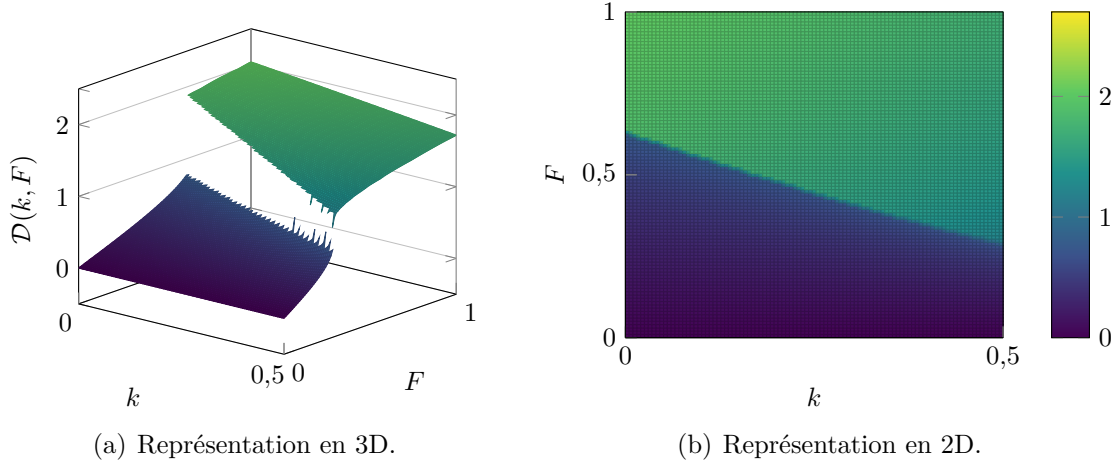 2
1
0
𝒟(k, F)
0
0,5
k
0
1
F
(a) Représentation en 3D.
1
0,5
0
F
0
0,5
k
2
1
0
(b) Représentation en 2D.